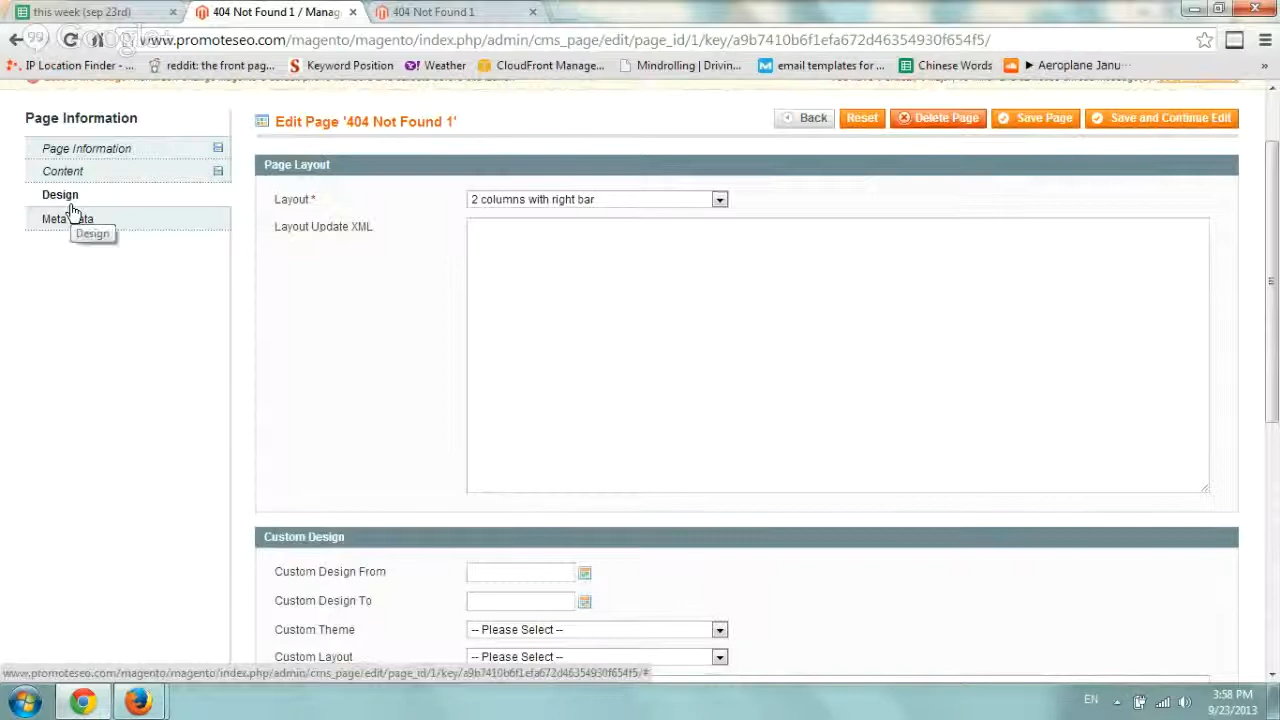 this week (sep 23rd)
404 Not Found 1 / Manag
404 Not Found 1
www.promoteseo.com/magento/magento/index.php/admin/cms_page/edit/page_id/1/key/a9b7410b6f1efa672d46354930f654f5/
IP Location Finder - ...
reddit: the front pag...
Keyword Position
Weather
CloudFront Manage...
Mindrolling | Drivin...
email templates for ...
Chinese Words
▶ Aeroplane Janu...
»
Page Information
Edit Page '404 Not Found 1'
Back
Reset
Delete Page
Save Page
Save and Continue Edit
Page Information
Content
Design
Meta Data
Design
Page Layout
Layout *
2 columns with right bar
Layout Update XML
Custom Design
Custom Design From
Custom Design To
Custom Theme
-- Please Select --
Custom Layout
-- Please Select --
www.promoteseo.com/magento/magento/index.php/admin/cms_page/edit/page_id/1/key/a9b7410b6f1efa672d46354930f654f5/#
EN
3:58 PM
9/23/2013